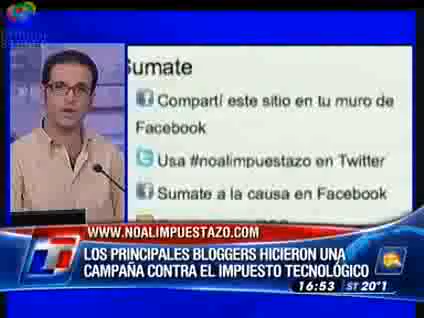 Sumate
Compartí este sitio en tu muro de
Facebook
Usa #noalimpuestazo en Twitter
Sumate a la causa en Facebook
WWW.NOALIMPUESTAZO.COM
LOS PRINCIPALES BLOGGERS HICIERON UNA
CAMPAÑA CONTRA EL IMPUESTO TECNOLÓGICO
16:53 ST 20°1